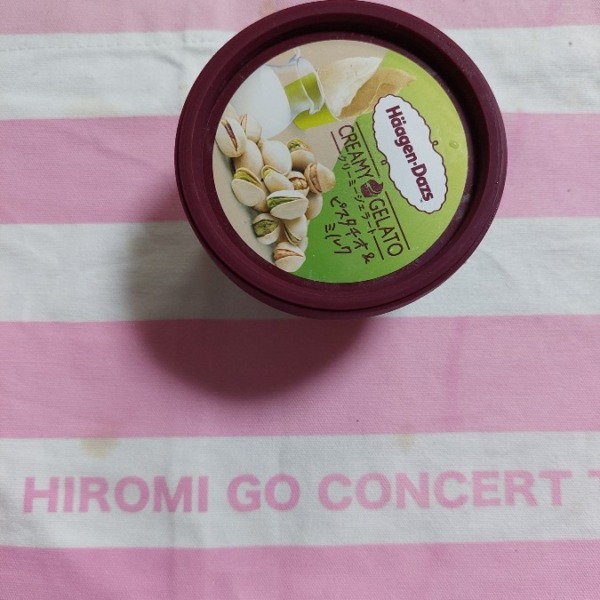 Häagen-Dazs
CREAMY GELATO
クリーミージェラート
ピスタチオ&
ミルク
HIROMI GO CONCERT T